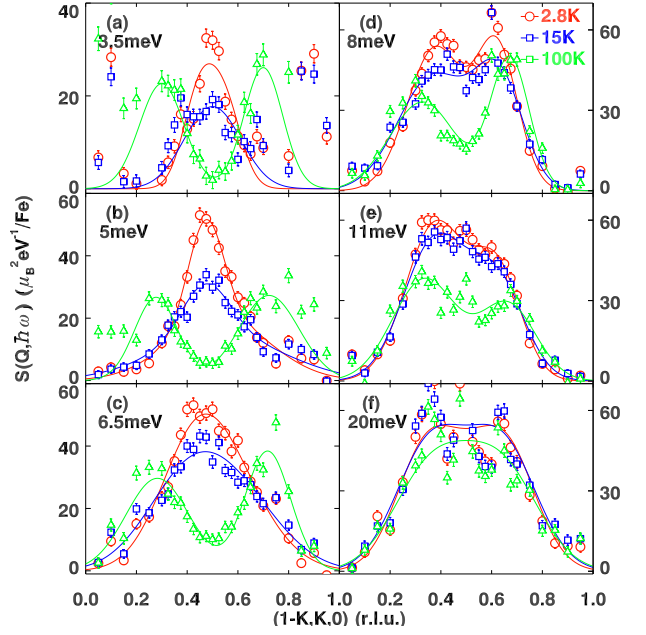 (a)
3.5meV
(d)
8meV
2.8K
15K
100K
(b)
5meV
(e)
11meV
(c)
6.5meV
(f)
20meV
40
20
0
60
40
20
0
60
40
20
0
60
30
0
60
30
0
60
30
0
S(Q,ℏω) (μB²eV⁻¹/Fe)
0.0 0.2 0.4 0.6 0.8 0.0 0.2 0.4 0.6 0.8 1.0
(1-K,K,0) (r.l.u.) (1-K,K,0) (r.l.u.)